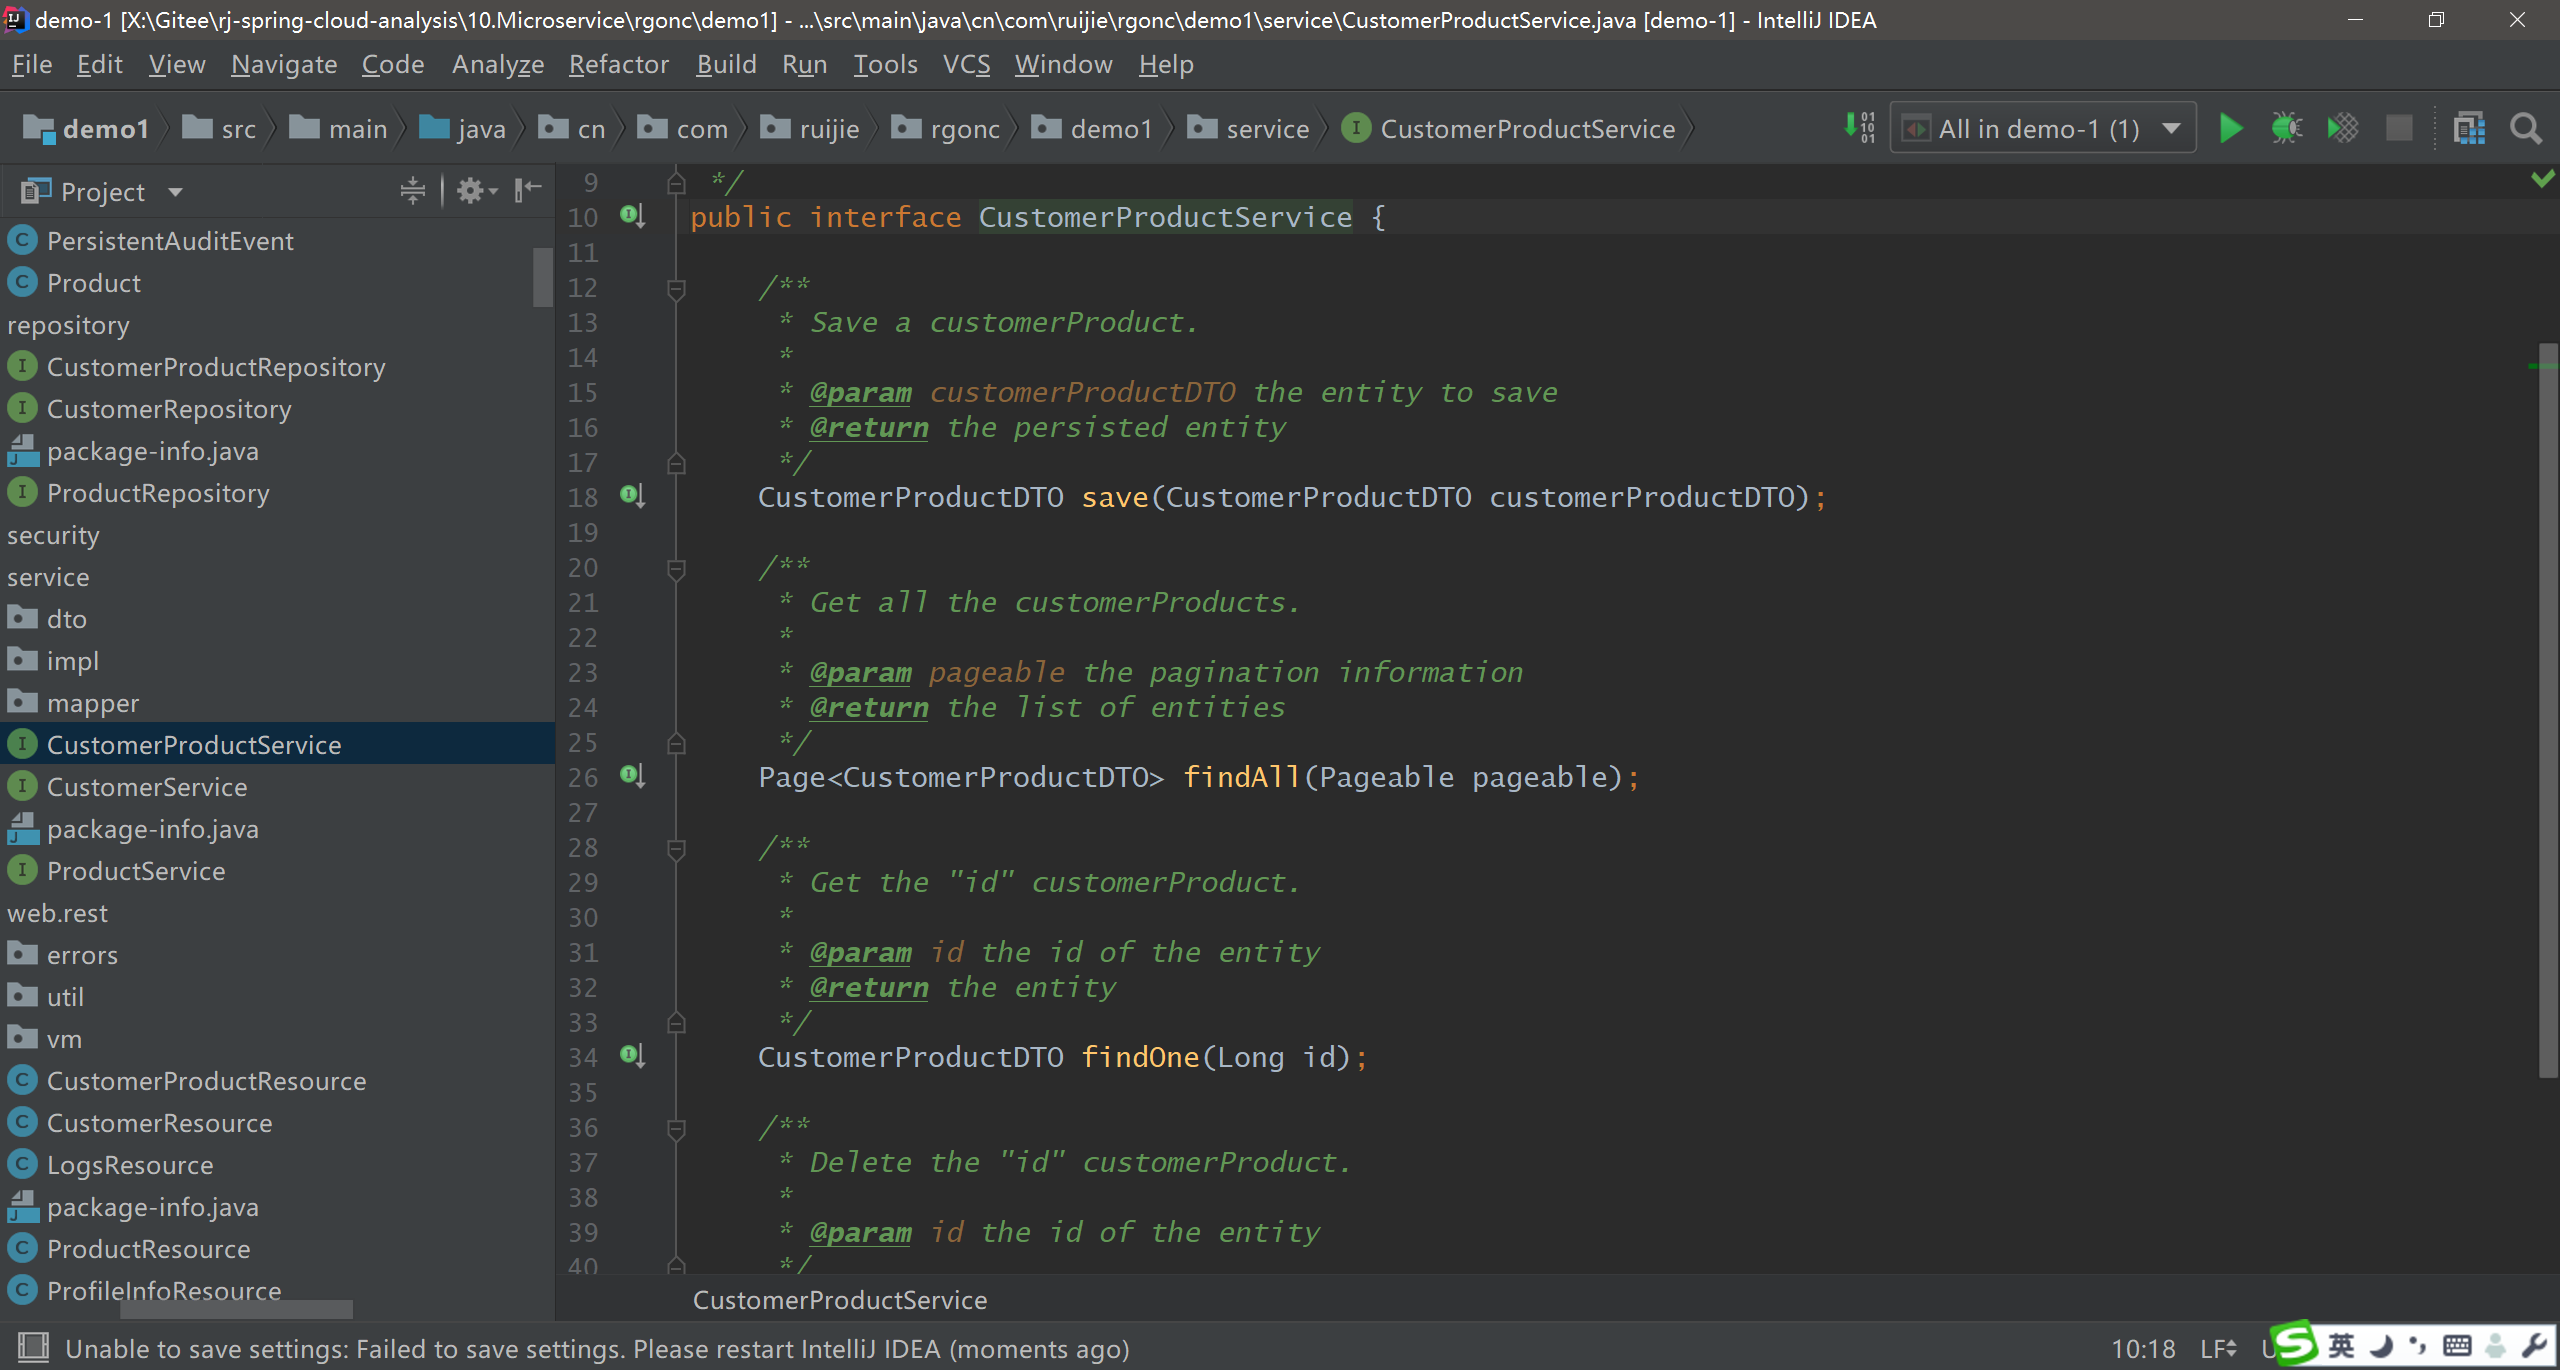 demo-1 [X:\Gitee\rj-spring-cloud-analysis\10.Microservice\rgonc\demo1] - ...\src\main\java\cn\com\ruijie\rgonc\demo1\service\CustomerProductService.java [demo-1] - IntelliJ IDEA
File Edit View Navigate Code Analyze Refactor Build Run Tools VCS Window Help
demo1 src main java cn com ruijie rgonc demo1 service CustomerProductService All in demo-1 (1)
Project
PersistentAuditEvent
Product
repository
CustomerProductRepository
CustomerRepository
package-info.java
ProductRepository
security
service
dto
impl
mapper
CustomerProductService
CustomerService
package-info.java
ProductService
web.rest
errors
util
vm
CustomerProductResource
CustomerResource
LogsResource
package-info.java
ProductResource
ProfileInfoResource
9 */
10 public interface CustomerProductService {
11
12 /**
13 * Save a customerProduct.
14 *
15 * @param customerProductDTO the entity to save
16 * @return the persisted entity
17 */
18 CustomerProductDTO save(CustomerProductDTO customerProductDTO);
19
20 /**
21 * Get all the customerProducts.
22 *
23 * @param pageable the pagination information
24 * @return the list of entities
25 */
26 Page<CustomerProductDTO> findAll(Pageable pageable);
27
28 /**
29 * Get the "id" customerProduct.
30 *
31 * @param id the id of the entity
32 * @return the entity
33 */
34 CustomerProductDTO findOne(Long id);
35
36 /**
37 * Delete the "id" customerProduct.
38 *
39 * @param id the id of the entity
40 */
CustomerProductService
Unable to save settings: Failed to save settings. Please restart IntelliJ IDEA (moments ago)
10:18 LF 英